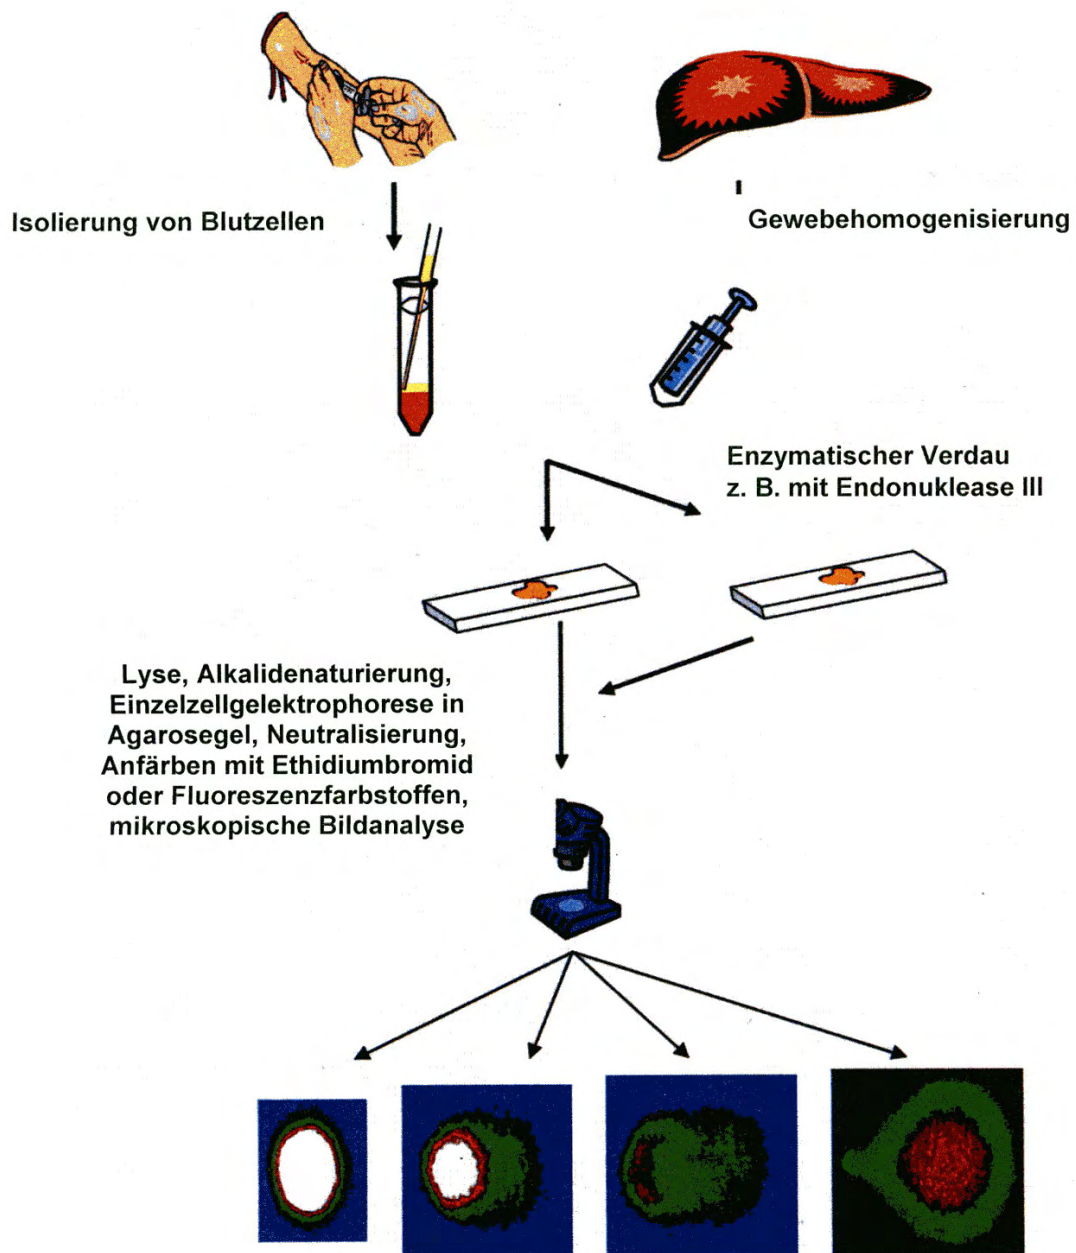 Isolierung von Blutzellen
Gewebehomogenisierung
Enzymatischer Verdau
z. B. mit Endonuklease III
Lyse, Alkalidenaturierung,
Einzelzellgelektrophorese in
Agarosegel, Neutralisierung,
Anfärben mit Ethidiumbromid
oder Fluoreszenzfarbstoffen,
mikroskopische Bildanalyse